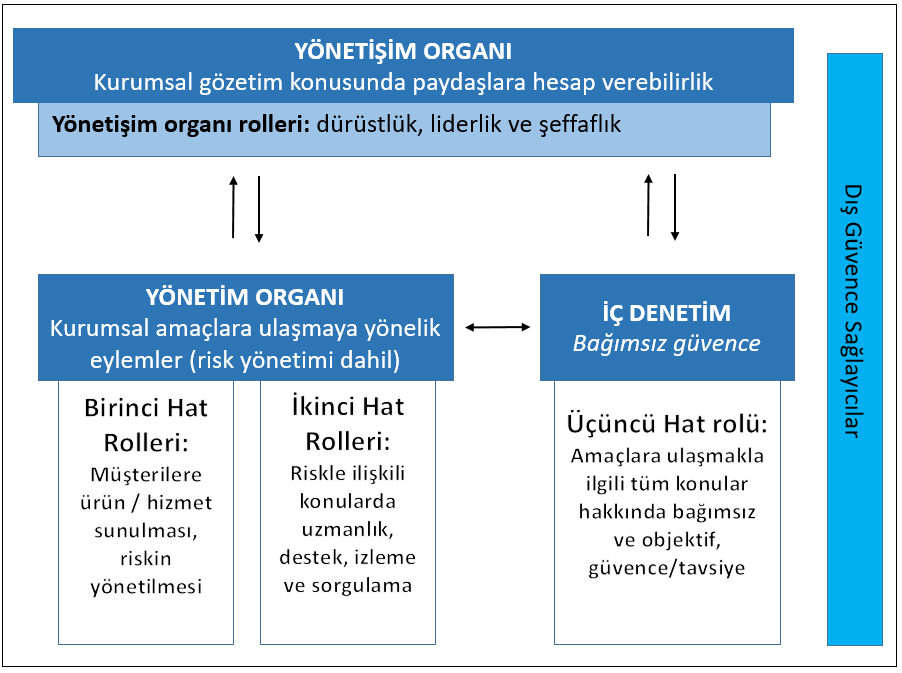 YÖNETİŞİM ORGANI
Kurumsal gözetim konusunda paydaşlara hesap verebilirlik
Yönetişim organı rolleri: dürüstlük, liderlik ve şeffaflık
YÖNETİM ORGANI
Kurumsal amaçlara ulaşmaya yönelik
eylemler (risk yönetimi dahil)
Birinci Hat
Rolleri:
Müşterilere
ürün / hizmet
sunulması,
riskin
yönetilmesi
İkinci Hat
Rolleri:
Riskle ilişkili
konularda
uzmanlık,
destek, izleme
ve sorgulama
İÇ DENETİM
Bağımsız güvence
Üçüncü Hat rolü:
Amaçlara ulaşmakla
ilgili tüm konular
hakkında bağımsız
ve objektif,
güvence/tavsiye
Dış Güvence Sağlayıcılar